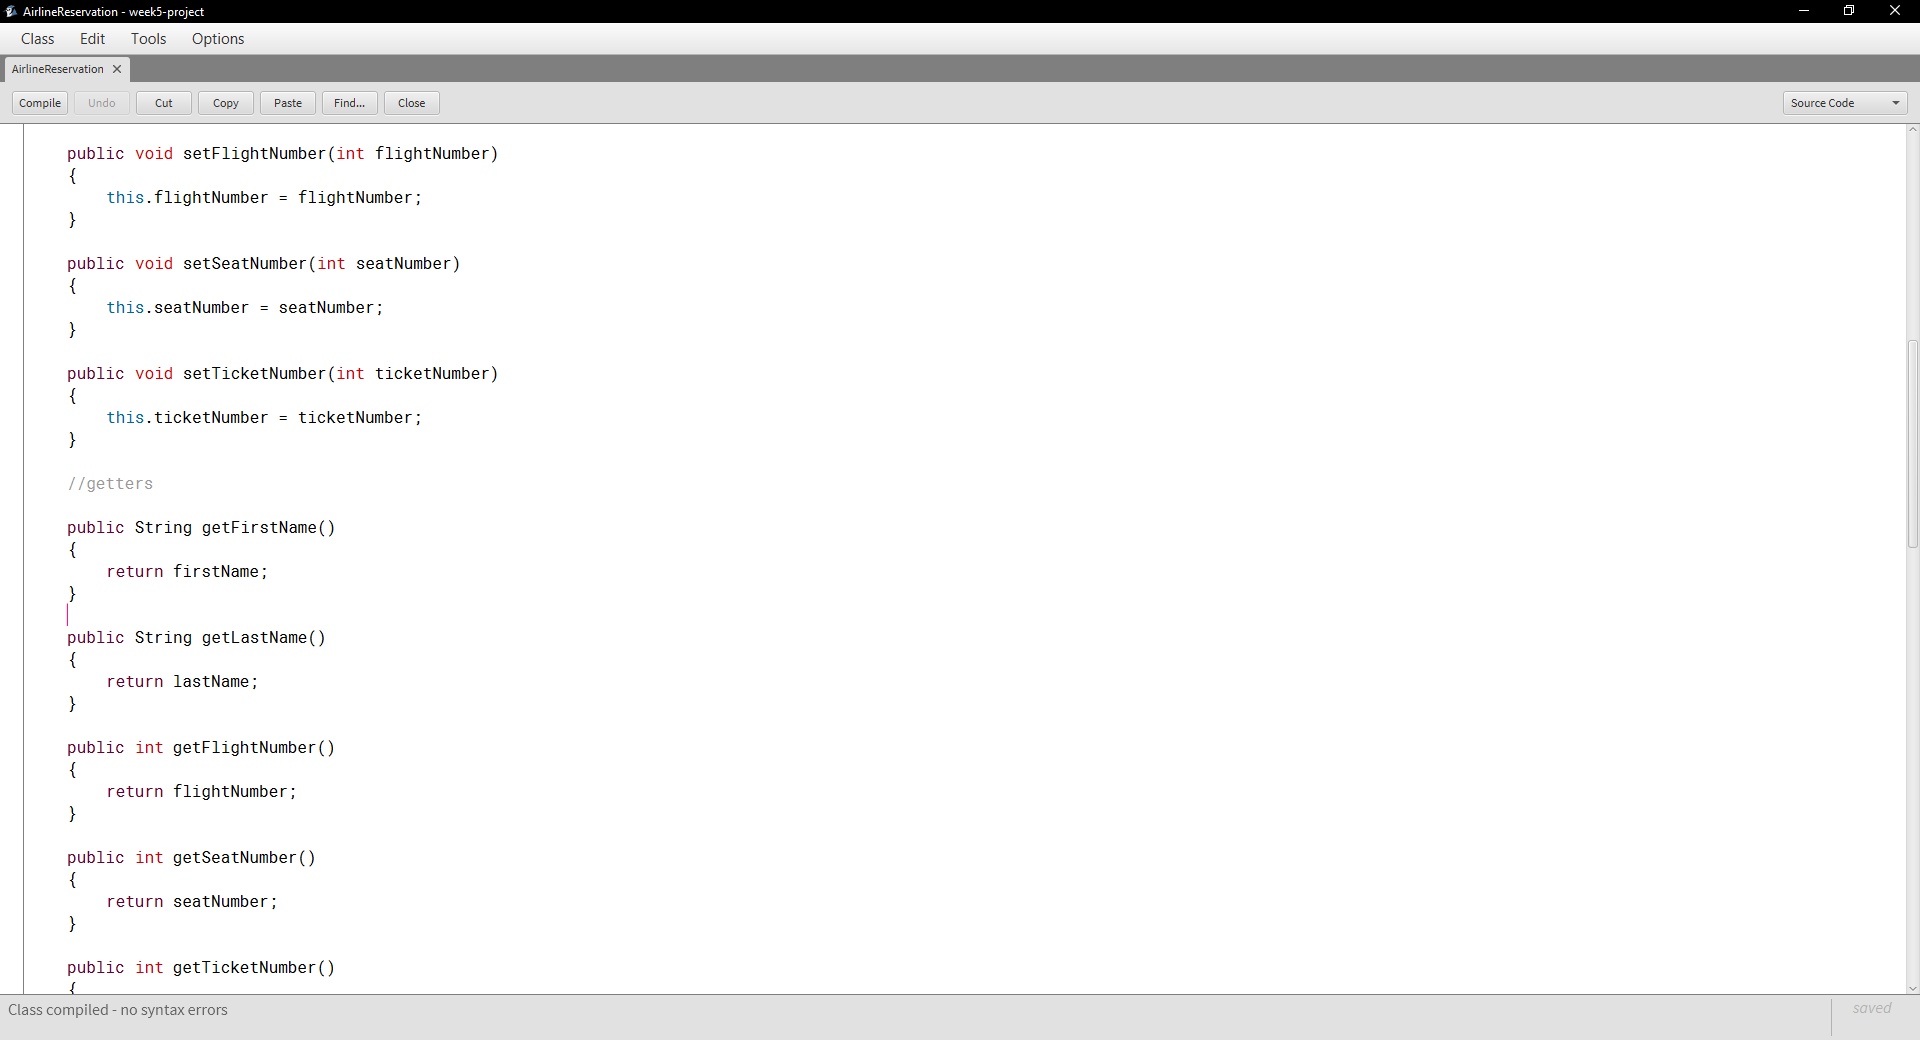 AirlineReservation - week5-project
Class Edit Tools Options
AirlineReservation
Compile Undo Cut Copy Paste Find... Close Source Code
public void setFlightNumber(int flightNumber)
{
this.flightNumber = flightNumber;
}
public void setSeatNumber(int seatNumber)
{
this.seatNumber = seatNumber;
}
public void setTicketNumber(int ticketNumber)
{
this.ticketNumber = ticketNumber;
}
//getters
public String getFirstName()
{
return firstName;
}
public String getLastName()
{
return lastName;
}
public int getFlightNumber()
{
return flightNumber;
}
public int getSeatNumber()
{
return seatNumber;
}
public int getTicketNumber()
{
Class compiled - no syntax errors
saved